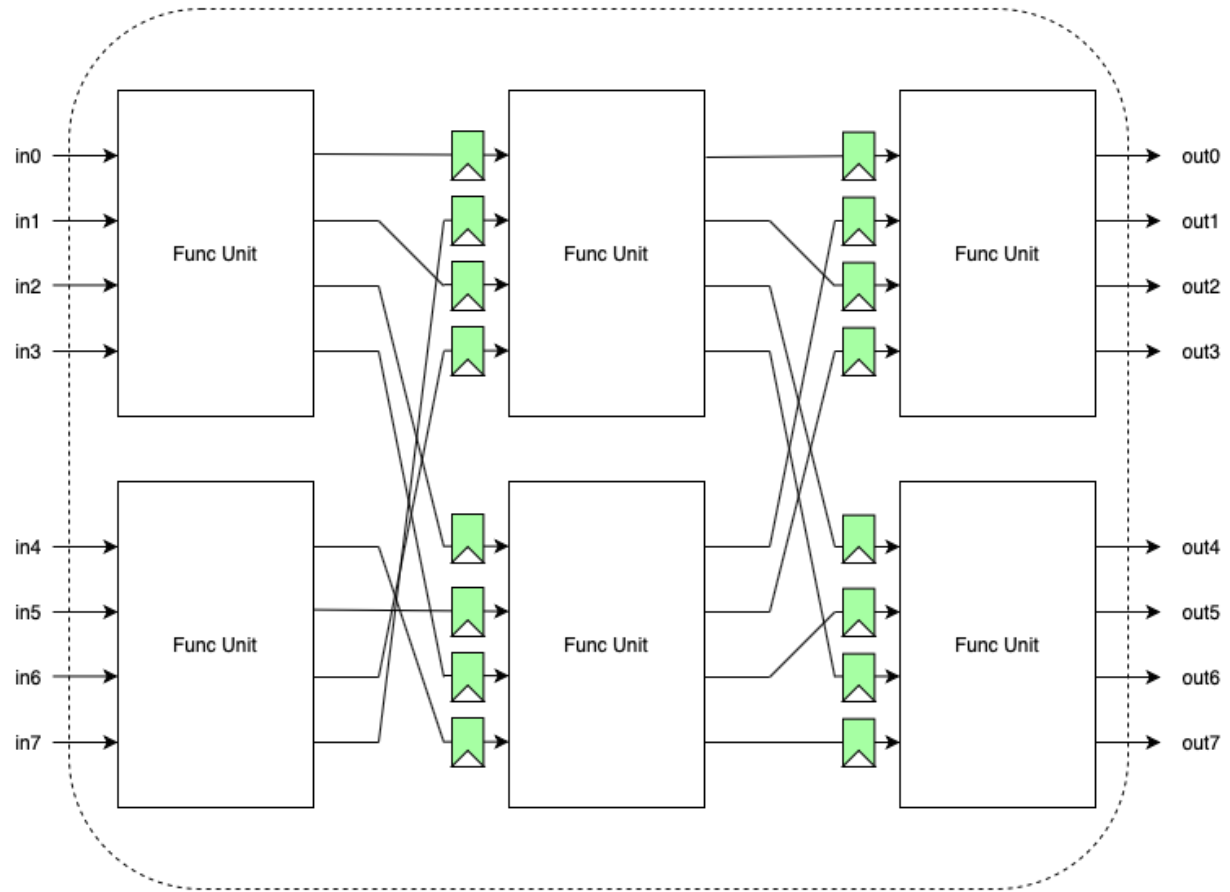 in0
in1
in2
in3
Func Unit
Func Unit
Func Unit
out0
out1
out2
out3
in4
in5
in6
in7
Func Unit
Func Unit
Func Unit
out4
out5
out6
out7